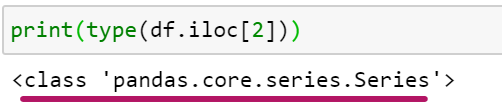 print(type(df.iloc[2]))
<class 'pandas.core.series.Series'>